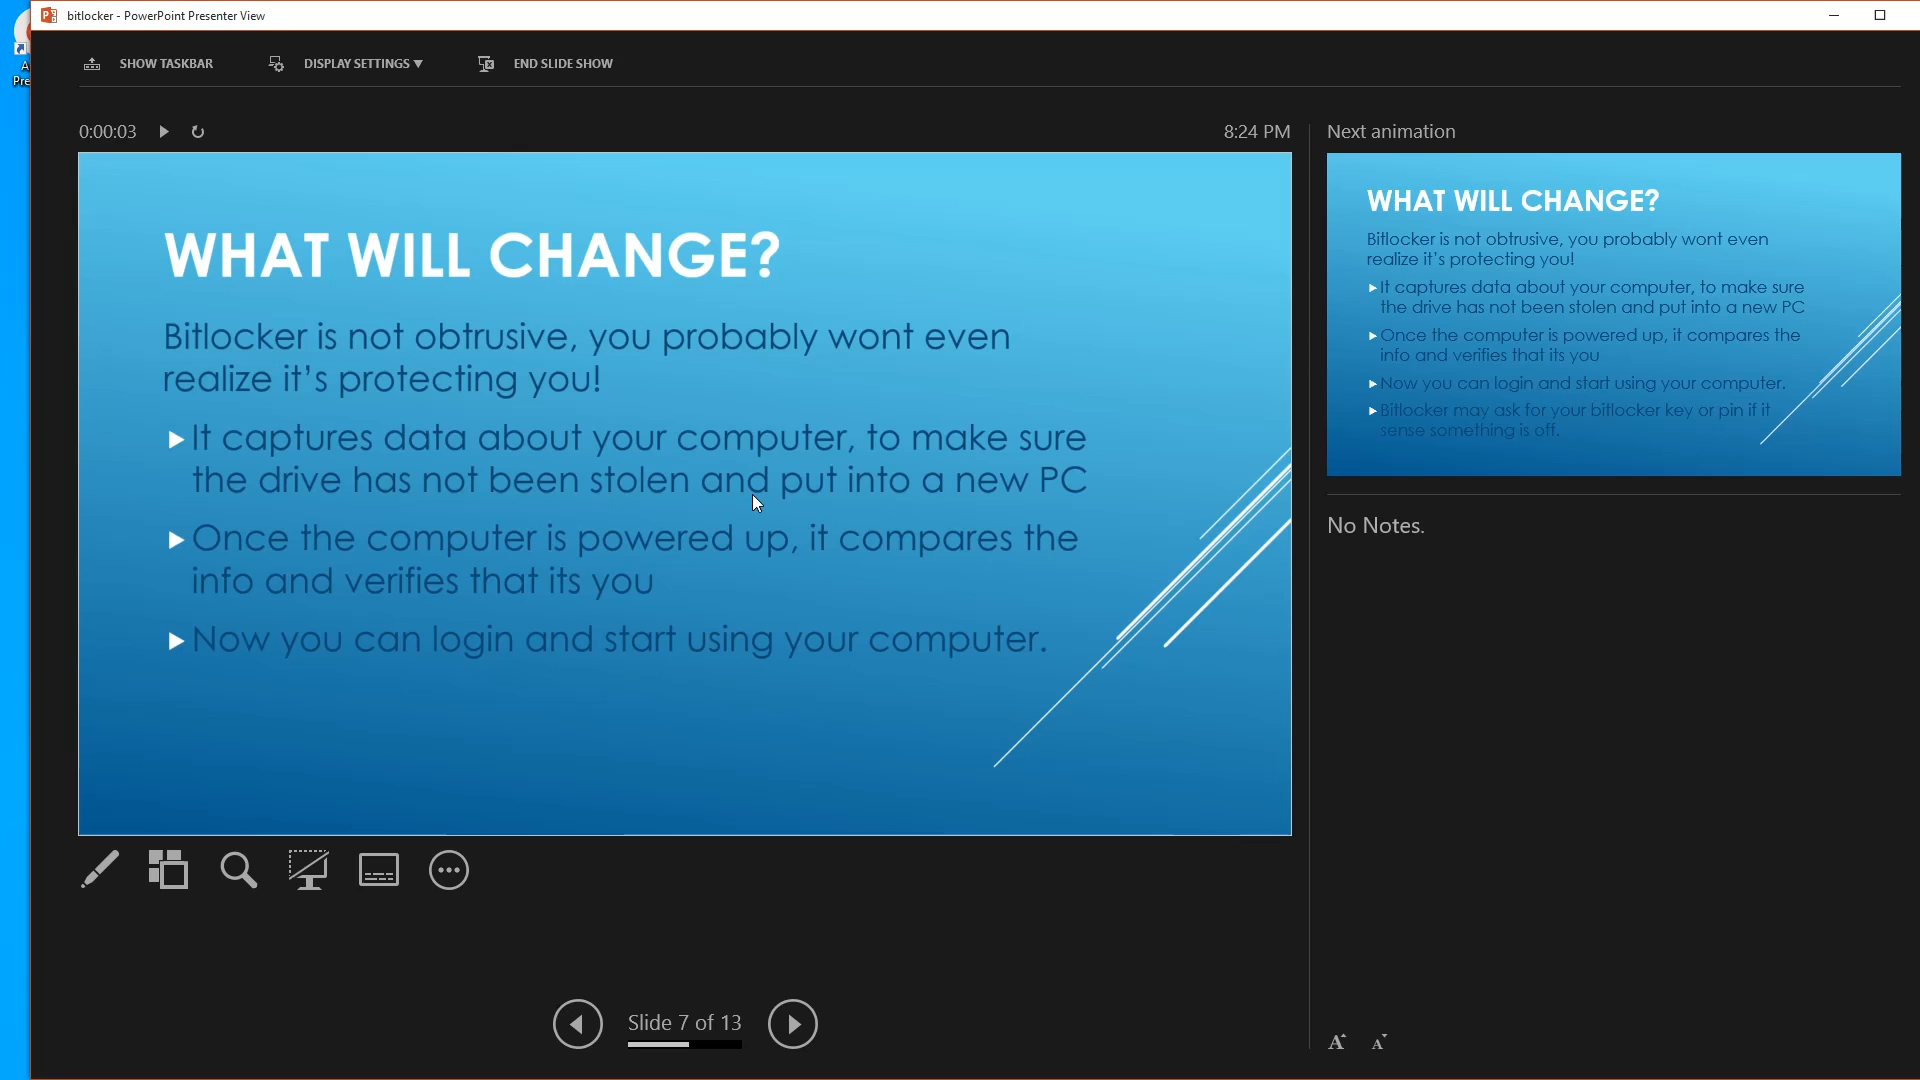 bitlocker - PowerPoint Presenter View
SHOW TASKBAR
DISPLAY SETTINGS ▼
END SLIDE SHOW
0:00:03
8:24 PM
WHAT WILL CHANGE?
Bitlocker is not obtrusive, you probably wont even
realize it's protecting you!
It captures data about your computer, to make sure
the drive has not been stolen and put into a new PC
Once the computer is powered up, it compares the
info and verifies that its you
Now you can login and start using your computer.
Slide 7 of 13
Next animation
WHAT WILL CHANGE?
Bitlocker is not obtrusive, you probably wont even
realize it's protecting you!
It captures data about your computer, to make sure
the drive has not been stolen and put into a new PC
Once the computer is powered up, it compares the
info and verifies that its you
Now you can login and start using your computer.
Bitlocker may ask for your bitlocker key or pin if it
sense something is off.
No Notes.
A A